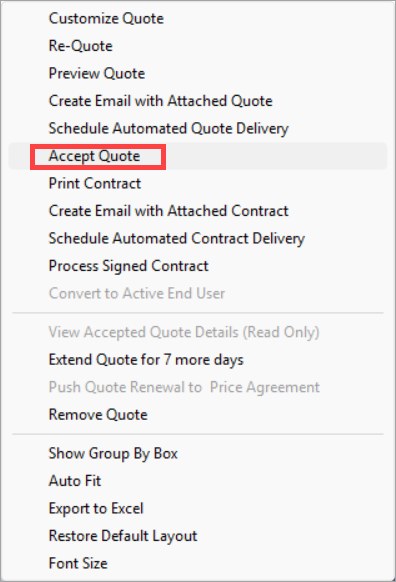 Customize Quote
Re-Quote
Preview Quote
Create Email with Attached Quote
Schedule Automated Quote Delivery
Accept Quote
Print Contract
Create Email with Attached Contract
Schedule Automated Contract Delivery
Process Signed Contract
Convert to Active End User
View Accepted Quote Details (Read Only)
Extend Quote for 7 more days
Push Quote Renewal to  Price Agreement
Remove Quote
Show Group By Box
Auto Fit
Export to Excel
Restore Default Layout
Font Size